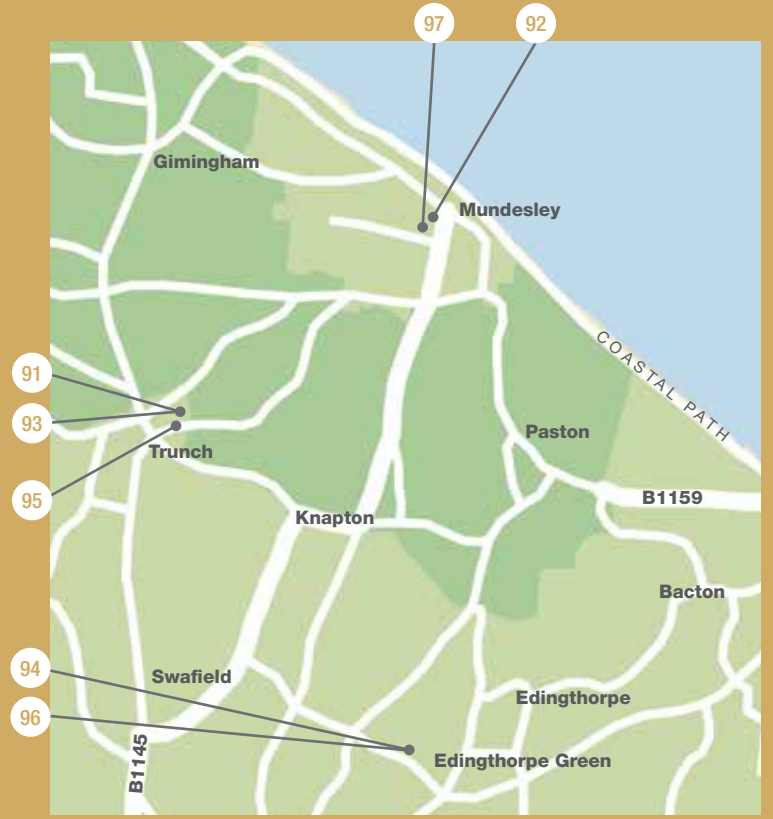 97
92
Gimingham
Mundesley
COASTAL PATH
91
93
Trunch
Paston
95
B1159
Knapton
Bacton
94
Swafield
Edingthorpe
96
B1145
Edingthorpe Green